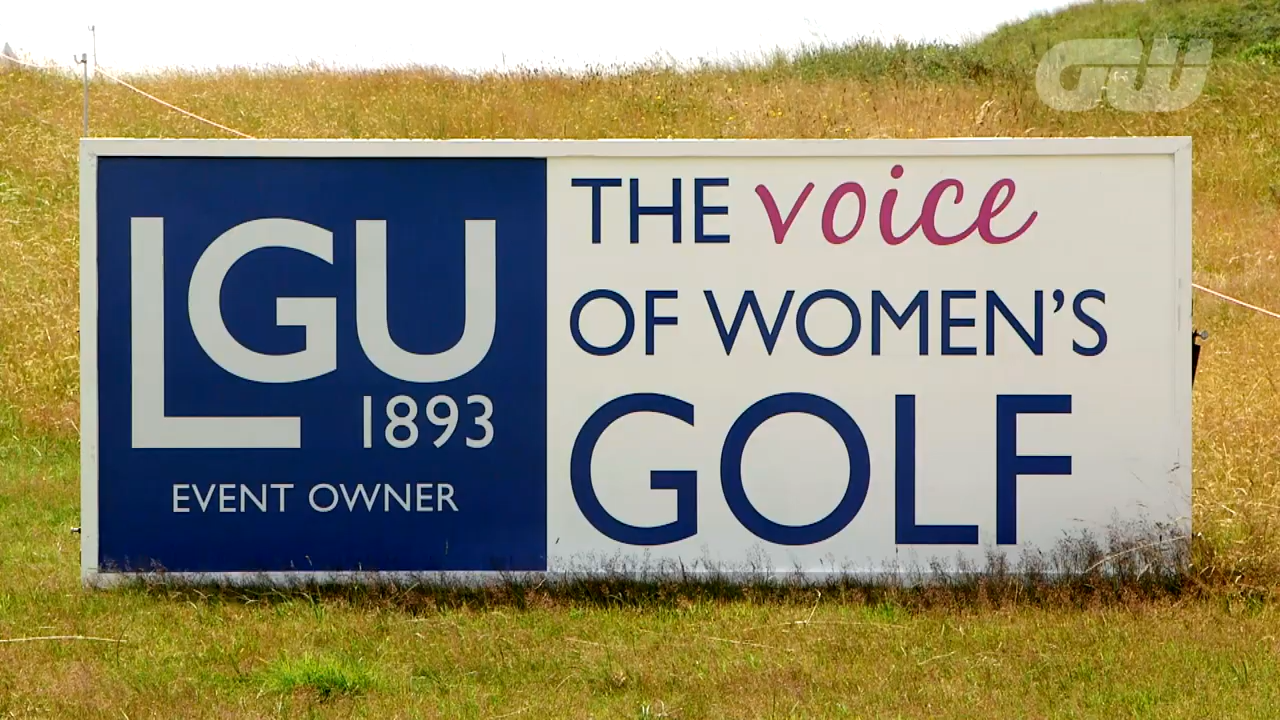 GW
LGU
1893
EVENT OWNER
THE voice
OF WOMEN'S
GOLF